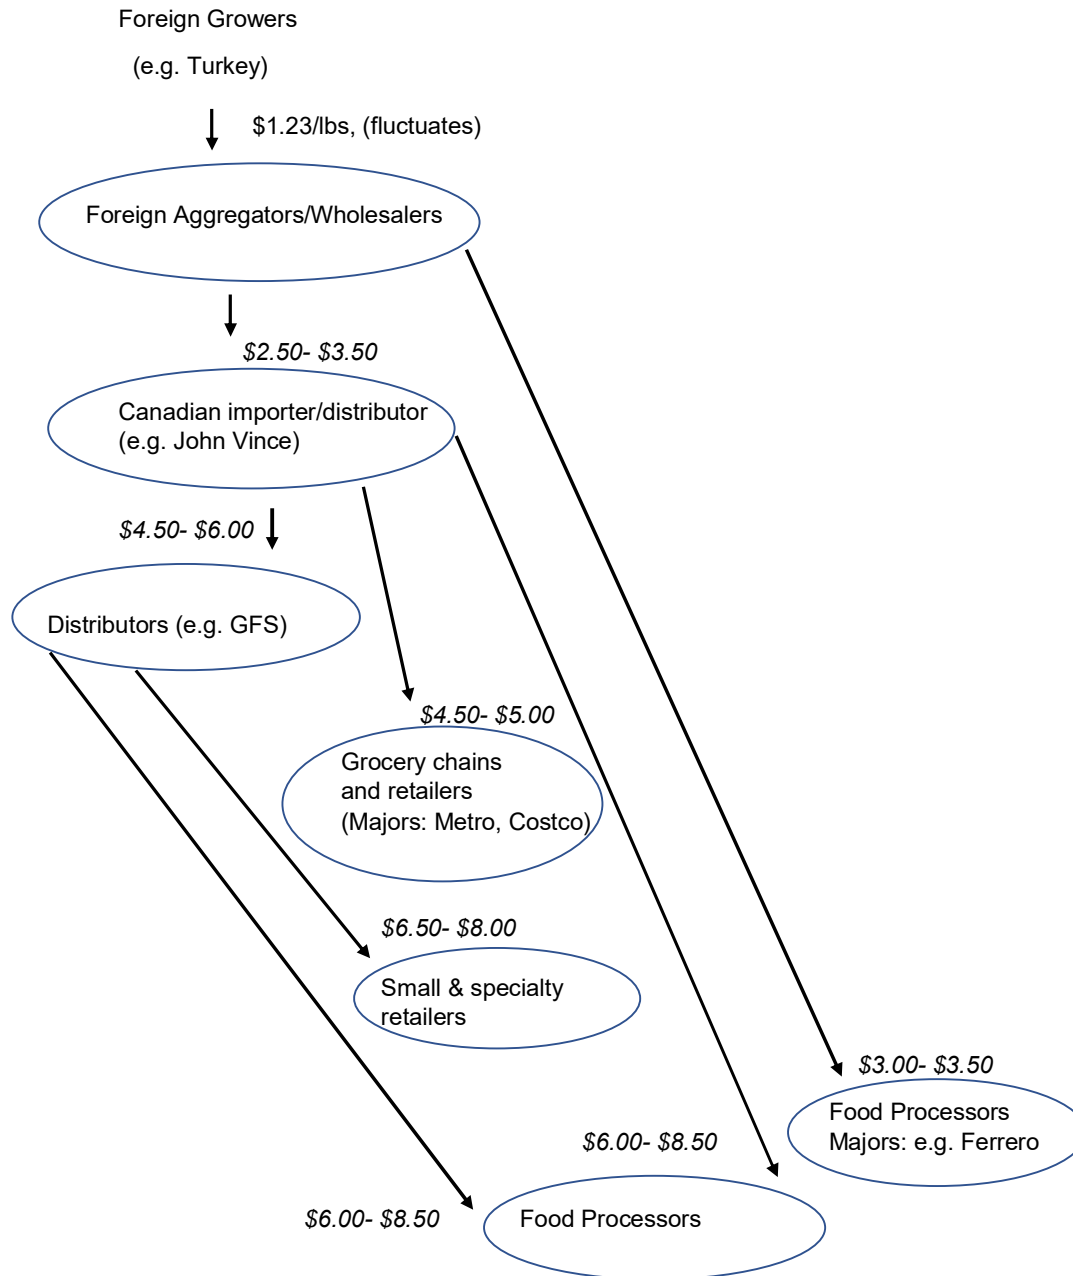 Foreign Growers
(e.g. Turkey)
$1.23/lbs, (fluctuates)
Foreign Aggregators/Wholesalers
$2.50- $3.50
Canadian importer/distributor
(e.g. John Vince)
$4.50- $6.00
Distributors (e.g. GFS)
$4.50- $5.00
Grocery chains
and retailers
(Majors: Metro, Costco)
$6.50- $8.00
Small & specialty
retailers
$3.00- $3.50
Food Processors
Majors: e.g. Ferrero
$6.00- $8.50
$6.00- $8.50
Food Processors